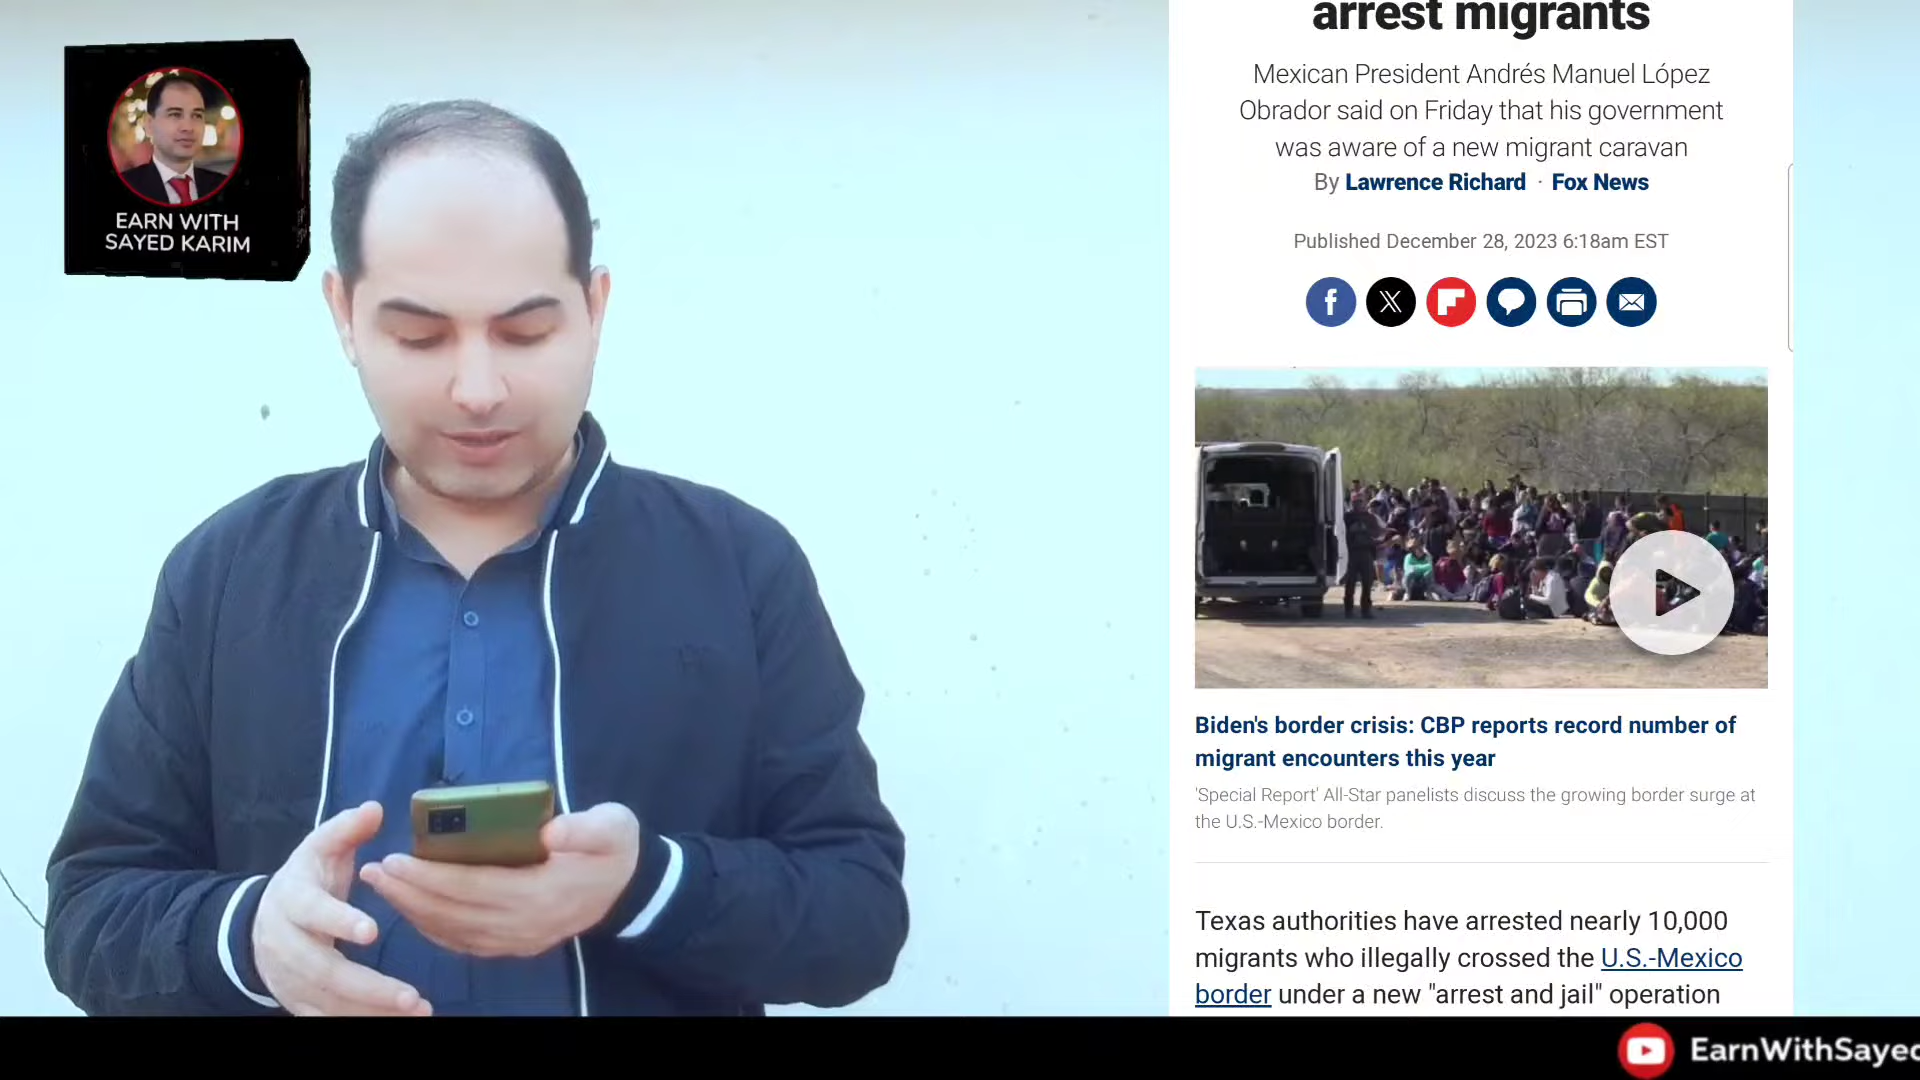 EARN WITH
SAYED KARIM
arrest migrants
Mexican President Andrés Manuel López
Obrador said on Friday that his government
was aware of a new migrant caravan
By Lawrence Richard · Fox News
Published December 28, 2023 6:18am EST
Biden's border crisis: CBP reports record number of
migrant encounters this year
'Special Report' All-Star panelists discuss the growing border surge at
the U.S.-Mexico border.
Texas authorities have arrested nearly 10,000
migrants who illegally crossed the U.S.-Mexico
border under a new "arrest and jail" operation
EarnWithSayed